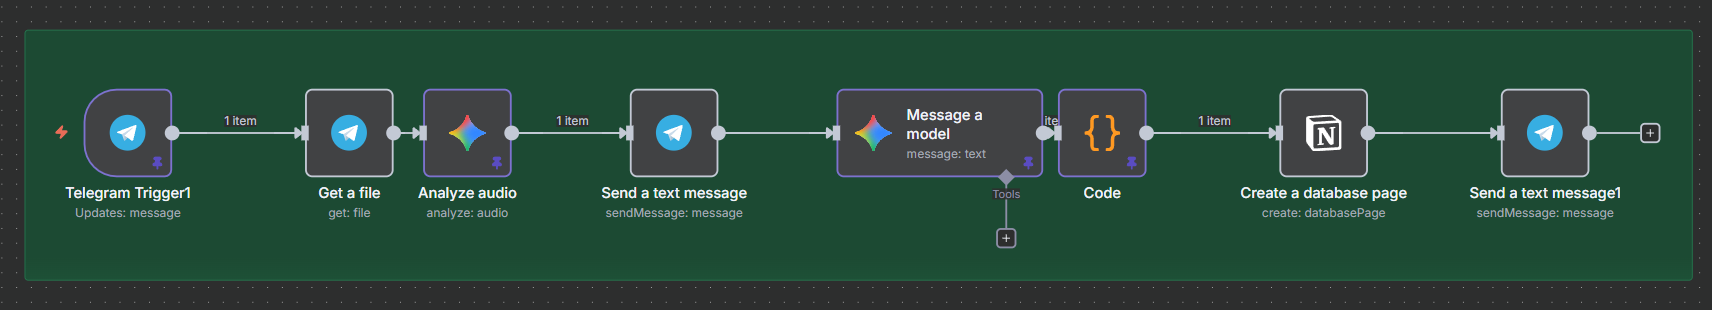 1 item
1 item
ite
1 item
Message a
model
message: text
Tools
Telegram Trigger1
Updates: message
Get a file
get: file
Analyze audio
analyze: audio
Send a text message
sendMessage: message
Code
Create a database page
create: databasePage
Send a text message1
sendMessage: message